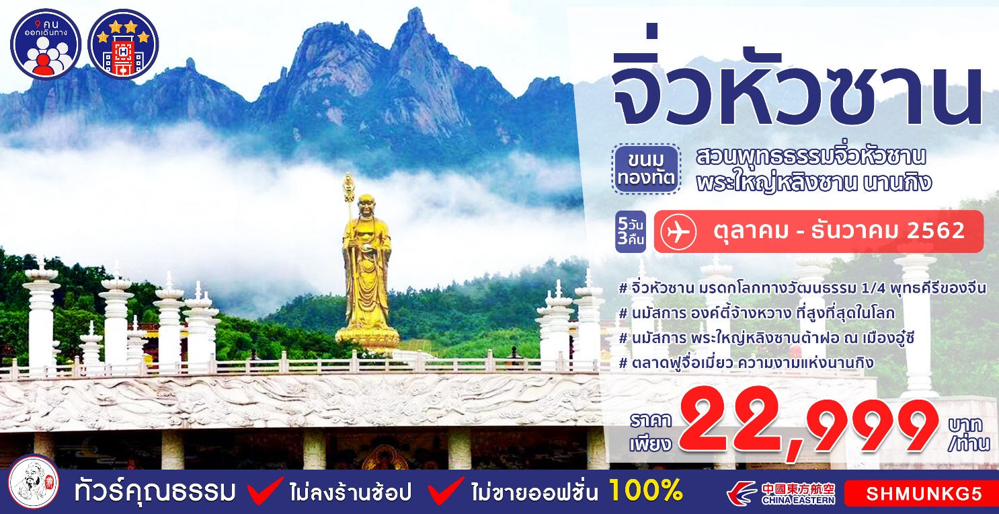 9 คน
ออกเดินทาง
H
จิ่วหัวซาน
ขนม
ทองทัต
สวนพุทธธรรมจิ่วหัวซาน
พระใหญ่หลิงซาน นานกิง
5วัน
3คืน
ตุลาคม - ธันวาคม 2562
# จิ่วหัวซาน มรดกโลกทางวัฒนธรรม 1/4 พุทธคีรีของจีน
# นมัสการ องค์ตี้จ้างหวาง ที่สูงที่สุดในโลก
# นมัสการ พระใหญ่หลิงซานต้าฝอ ณ เมืองอู๋ซี
# ตลาดฟูจื่อเมี่ยว ความงามแห่งนานกิง
ราคา
เพียง
22,999
บาท
/ท่าน
ทัวร์คุณธรรม ไม่ลงร้านช้อป ไม่ขายออฟชั่น 100%
中國東方航空
CHINA EASTERN
SHMUNKG5